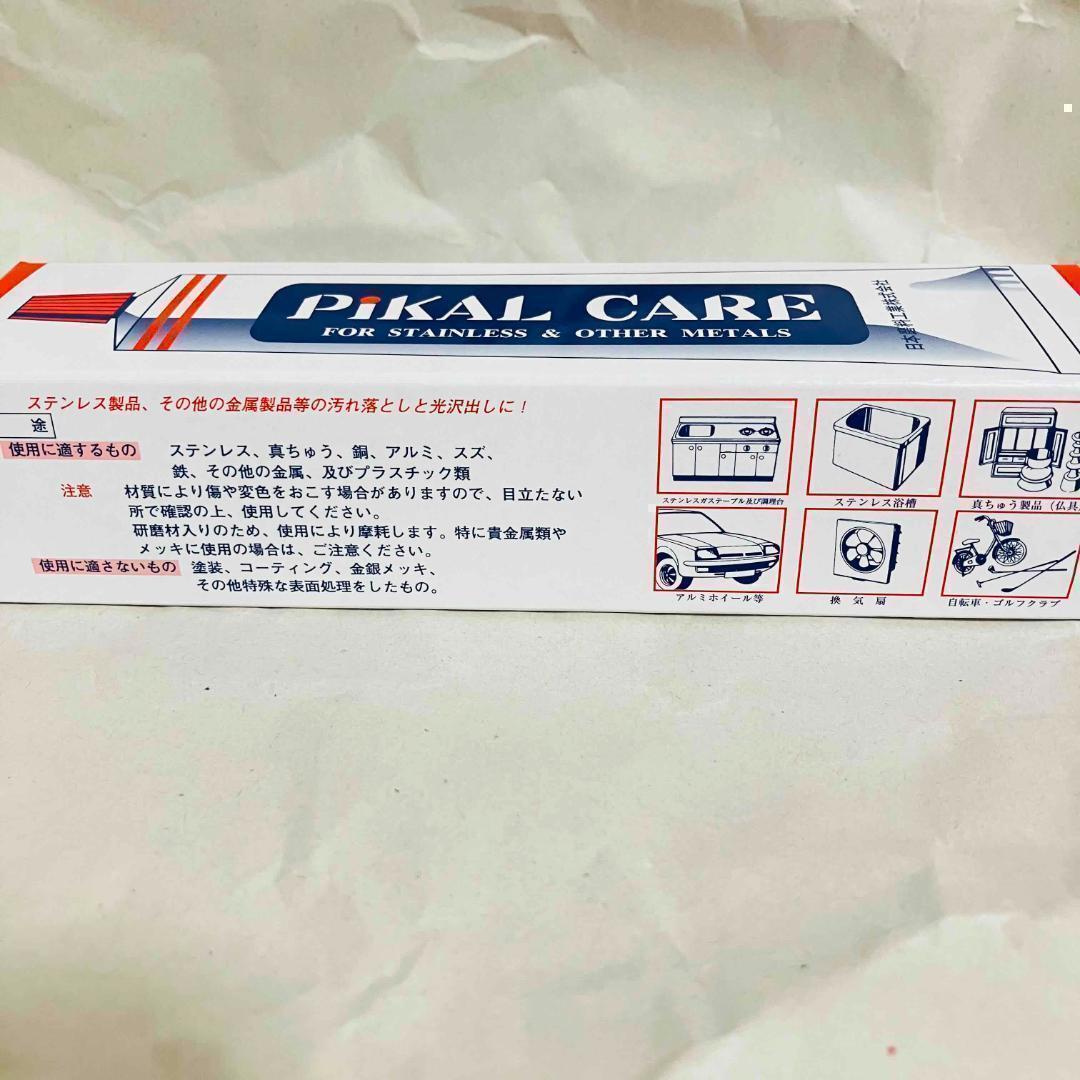 PiKAL CARE
FOR STAINLESS & OTHER METALS
日本磨料工業株式会社
ステンレス製品、その他の金属製品等の汚れ落としと光沢出しに！
途
使用に適するもの ステンレス、真ちゅう、銅、アルミ、スズ、
鉄、その他の金属、及びプラスチック類
注意 材質により傷や変色をおこす場合がありますので、目立たない
所で確認の上、使用してください。
研磨材入りのため、使用により摩耗します。特に貴金属類や
メッキに使用の場合は、ご注意ください。
使用に適さないもの 塗装、コーティング、金銀メッキ、
その他特殊な表面処理をしたもの。
ステンレスガステーブル及び調理台
ステンレス浴槽
真ちゅう製品（仏具
アルミホイール等
換気扇
自転車・ゴルフクラブ